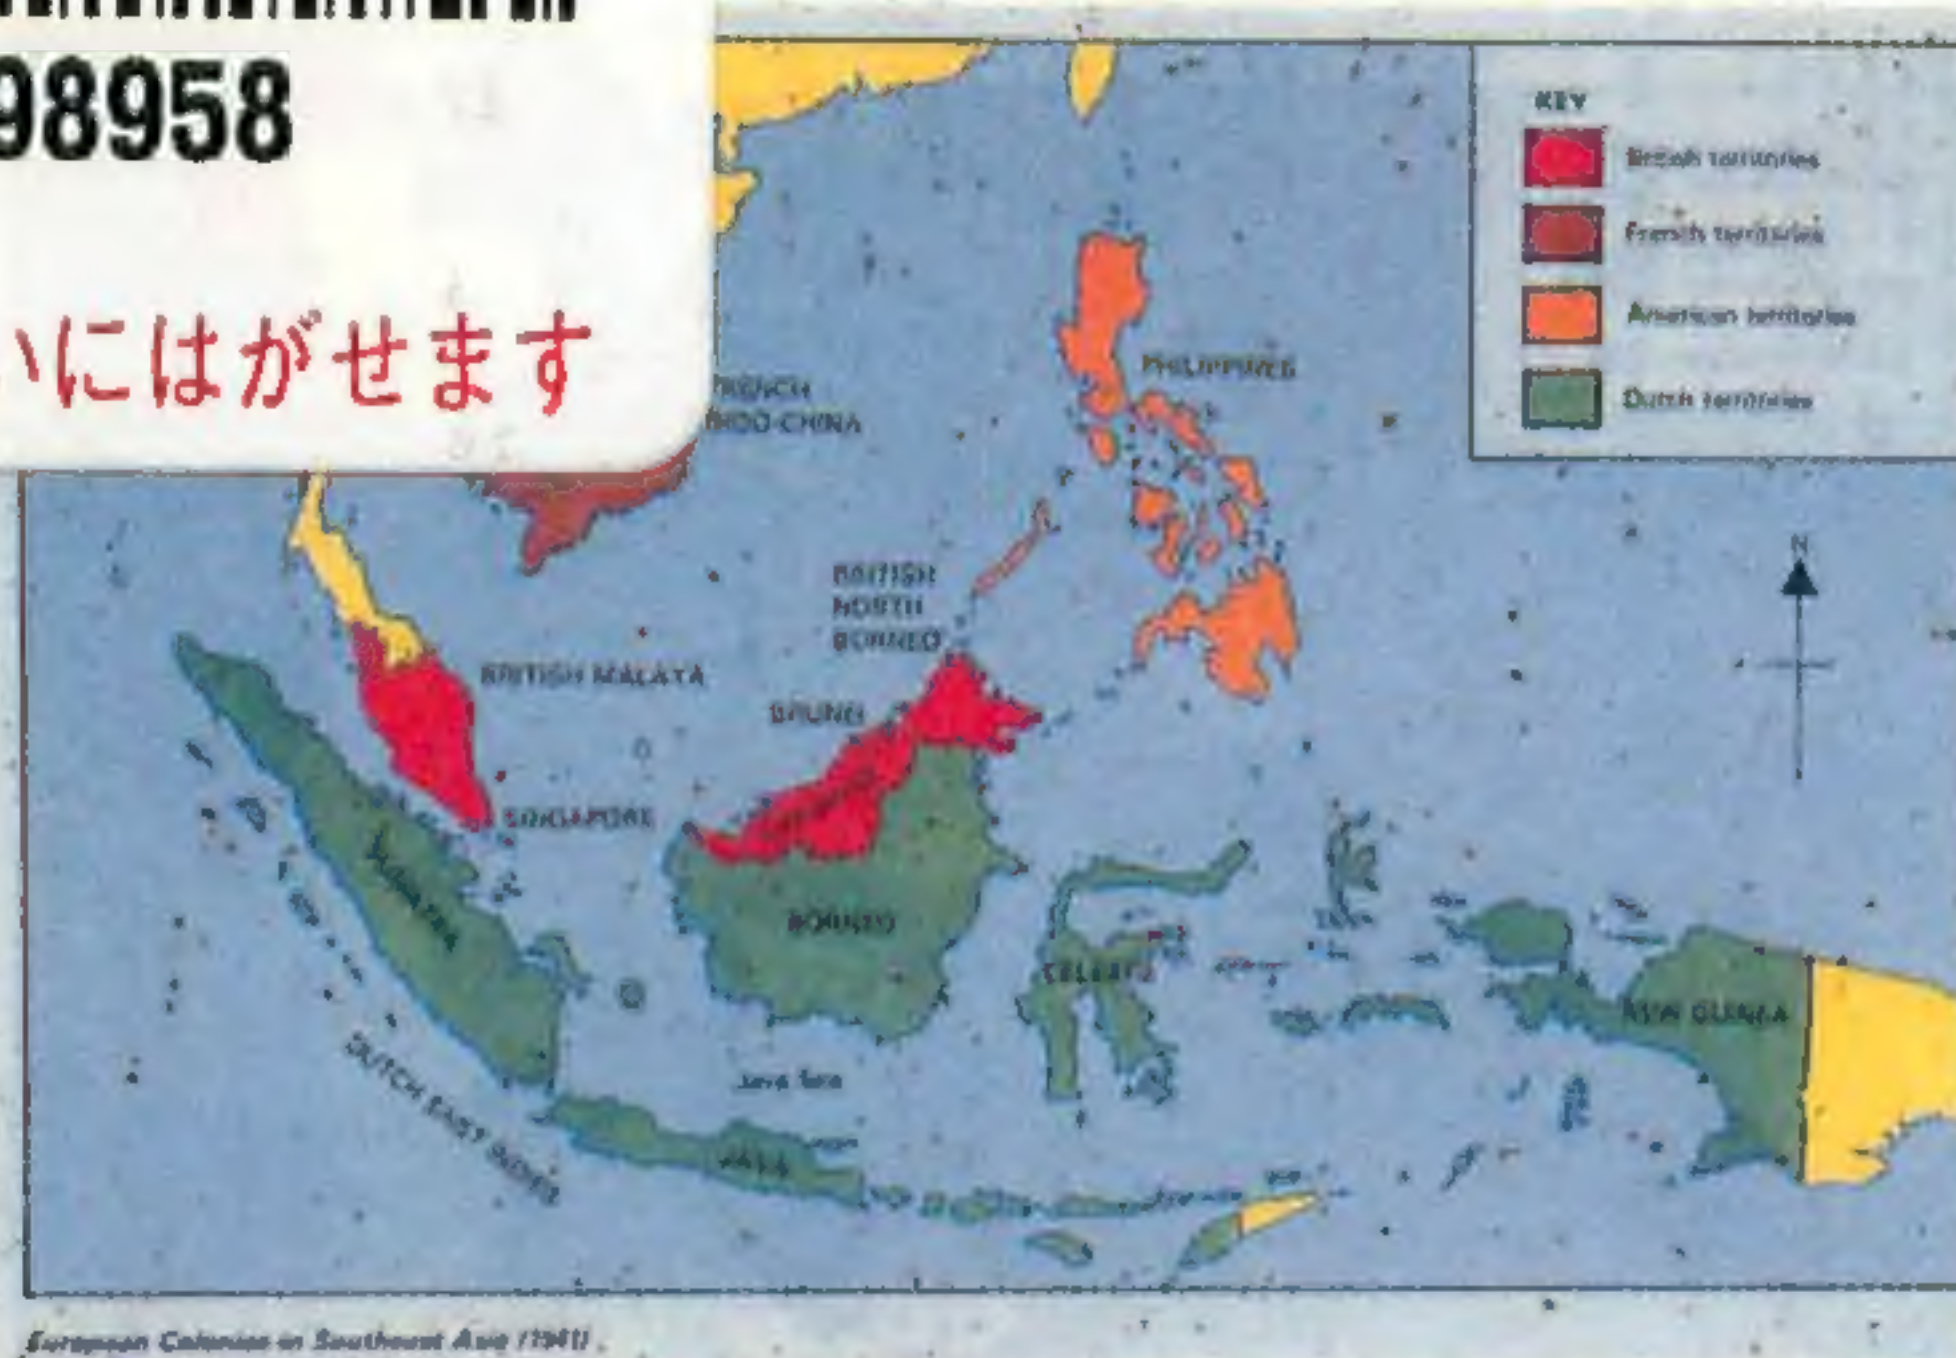 98958
いにはがせます
KEY
British territories
French territories
American territories
Dutch territories
FRENCH
INDO-CHINA
PHILIPPINES
BRITISH
NORTH
BORNEO
N
BRITISH MALAYA
BRUNEI
SINGAPORE
SUMATRA
BORNEO
CELEBES
NEW GUINEA
Java Sea
DUTCH EAST INDIES
JAVA
European Colonies in Southeast Asia (1941)